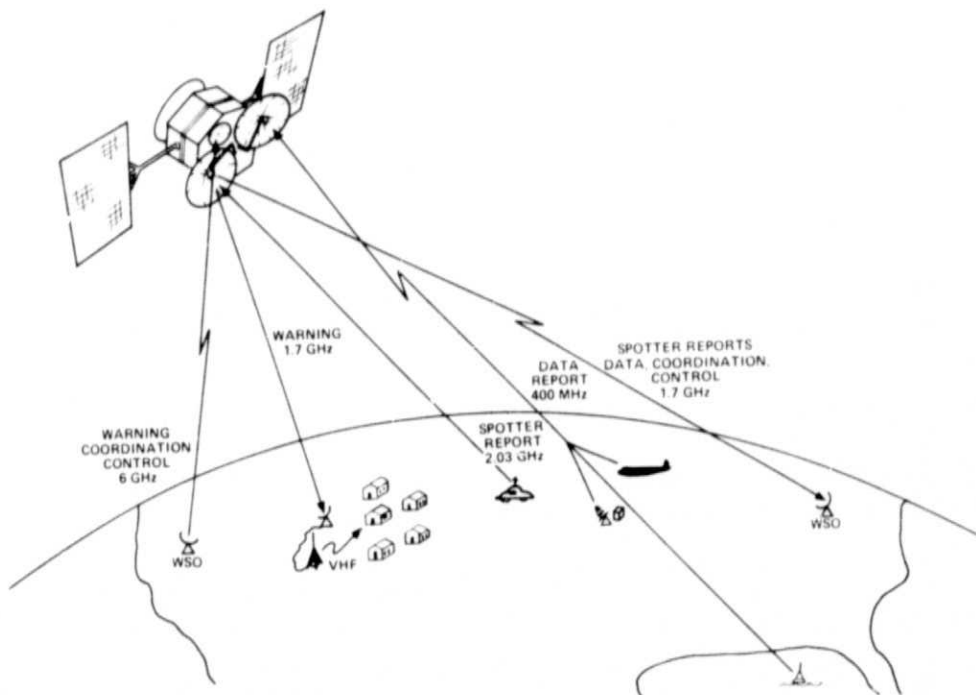 WARNING
1.7 GHz
SPOTTER REPORTS
DATA, COORDINATION,
CONTROL
1.7 GHz
DATA
REPORT
400 MHz
WARNING
COORDINATION
CONTROL
6 GHz
SPOTTER
REPORT
2.03 GHz
WSO
VHF
WSO